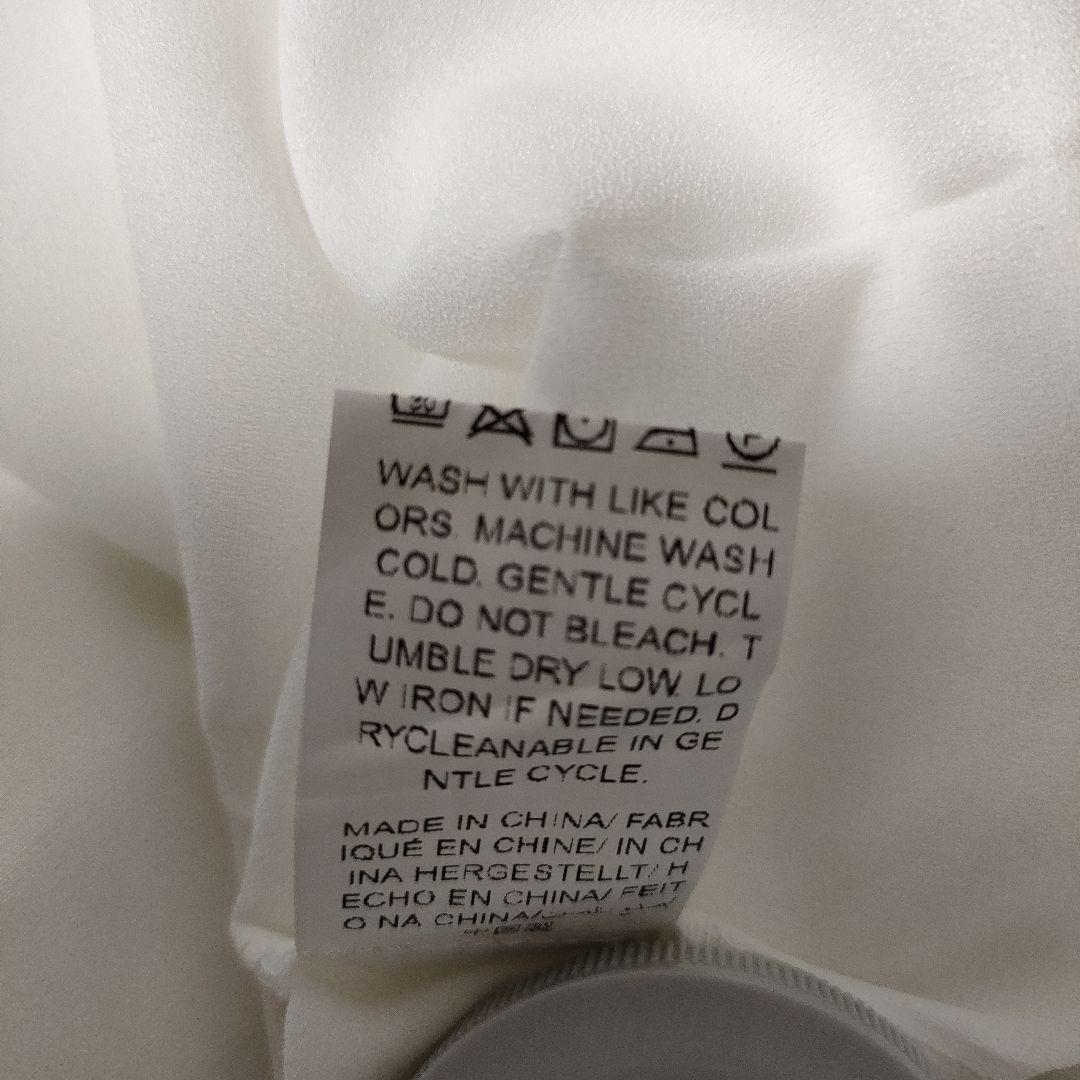 30
WASH WITH LIKE COL
ORS. MACHINE WASH
COLD. GENTLE CYCL
E. DO NOT BLEACH. T
UMBLE DRY LOW. LO
W IRON IF NEEDED. D
RYCLEANABLE IN GE
NTLE CYCLE.
MADE IN CHINA/ FABR
IQUÉ EN CHINE/ IN CH
INA HERGESTELLT/ H
ECHO EN CHINA/ FEIT
O NA CHINA/